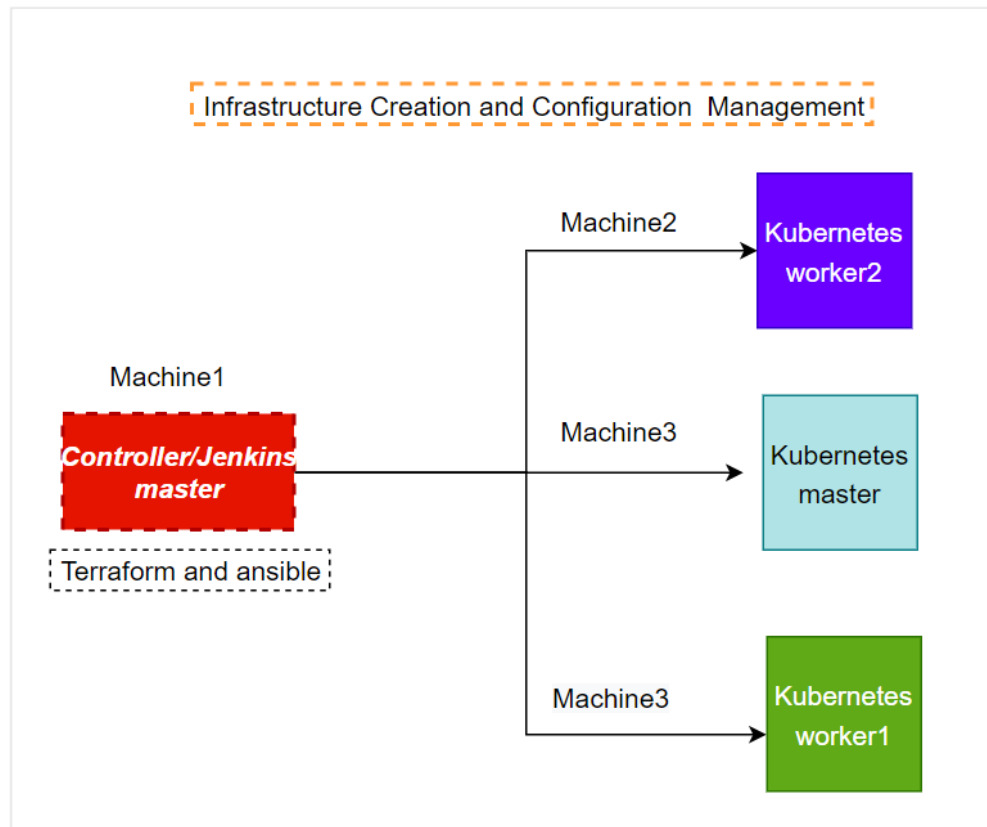 Infrastructure Creation and Configuration Management
Machine2
Kubernetes
worker2
Machine1
Controller/Jenkins
master
Terraform and ansible
Machine3
Kubernetes
master
Machine3
Kubernetes
worker1